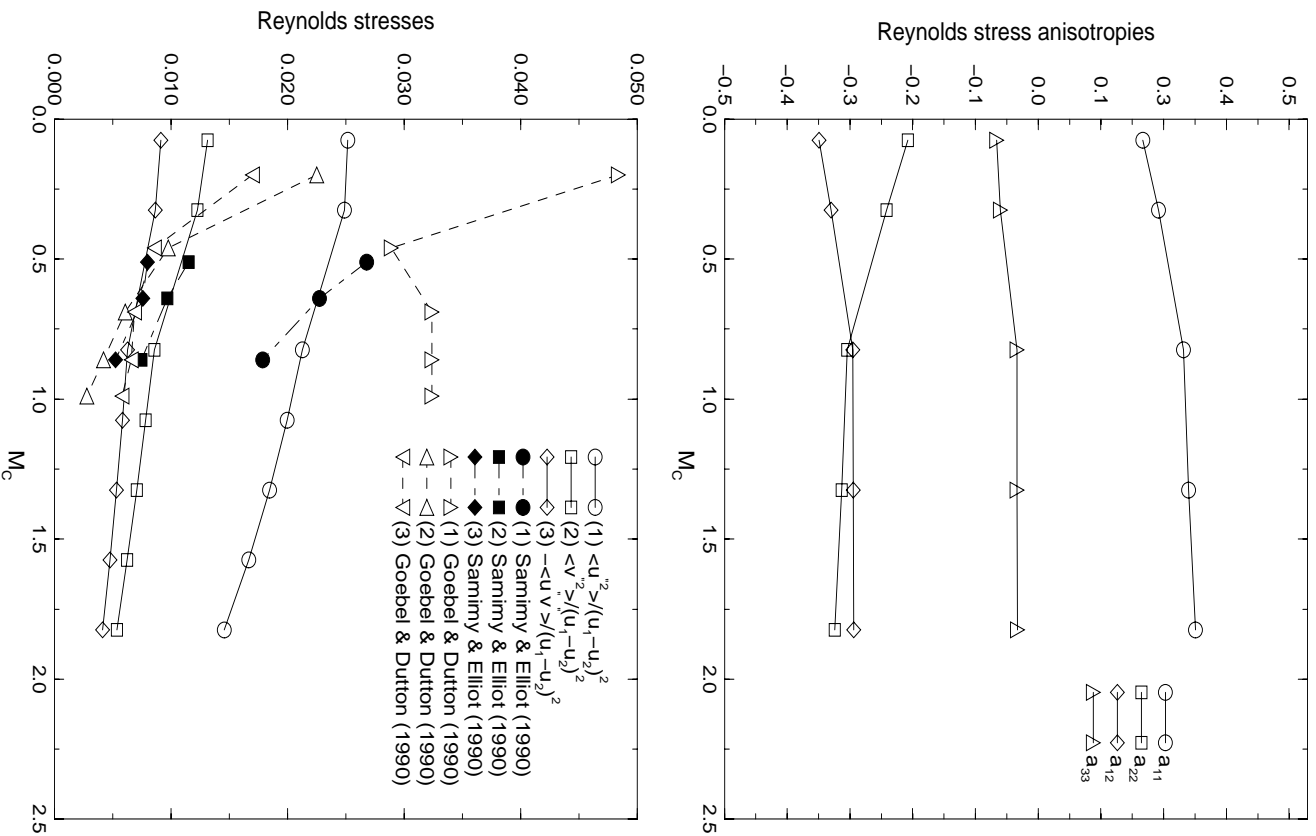 Reynolds stresses
0.000
0.010
0.020
0.030
0.040
0.050
0.0
0.5
1.0
1.5
2.0
2.5
M_C
(1) <u"²>/(u₁−u₂)²
(2) <v"²>/(u₁−u₂)²
(3) −<u"v">/(u₁−u₂)²
(1) Samimy & Elliot (1990)
(2) Samimy & Elliot (1990)
(3) Samimy & Elliot (1990)
(1) Goebel & Dutton (1990)
(2) Goebel & Dutton (1990)
(3) Goebel & Dutton (1990)
Reynolds stress anisotropies
−0.5
−0.4
−0.3
−0.2
−0.1
0.0
0.1
0.3
0.3
0.5
0.0
0.5
1.0
1.5
2.0
2.5
M_C
a₁₁
a₂₂
a₁₂
a₃₃